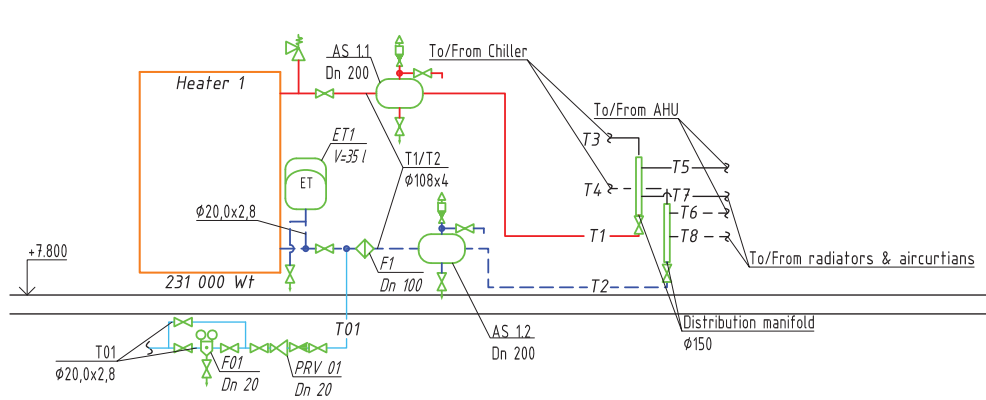 AS 1.1
Dn 200
To/From Chiller
Heater 1
To/From AHU
ET1
V=35 l
T3
T1/T2
Ø108x4
T5
ET
T4
T7
Ø20,0x2,8
T6
T1
T8
+7.800
F1
Dn 100
To/From radiators & aircurtians
231 000 Wt
T2
T01
AS 1.2
Dn 200
Distribution manifold
Ø150
T01
Ø20,0x2,8
F01
Dn 20
PRV 01
Dn 20